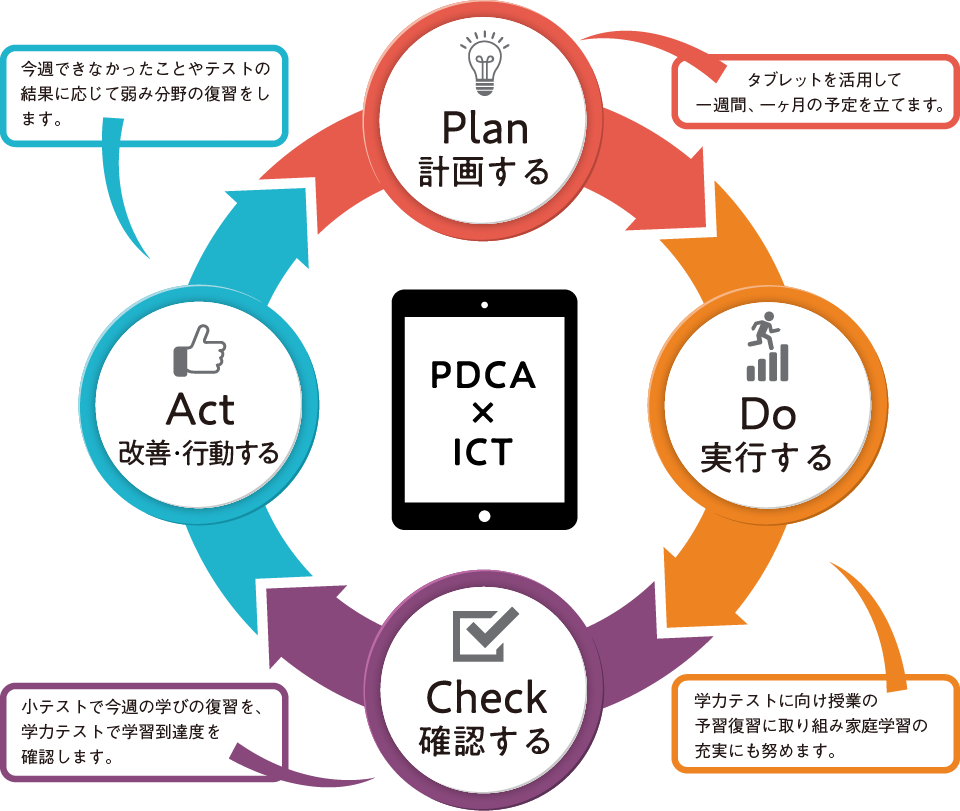 Plan
計画する
タブレットを活用して
一週間、一ヶ月の予定を立てます。
Do
実行する
学力テストに向け授業の
予習復習に取り組み家庭学習の
充実にも努めます。
Check
確認する
小テストで今週の学びの復習を、
学力テストで学習到達度を
確認します。
Act
改善・行動する
今週できなかったことやテストの
結果に応じて弱み分野の復習をし
ます。
PDCA
×
ICT